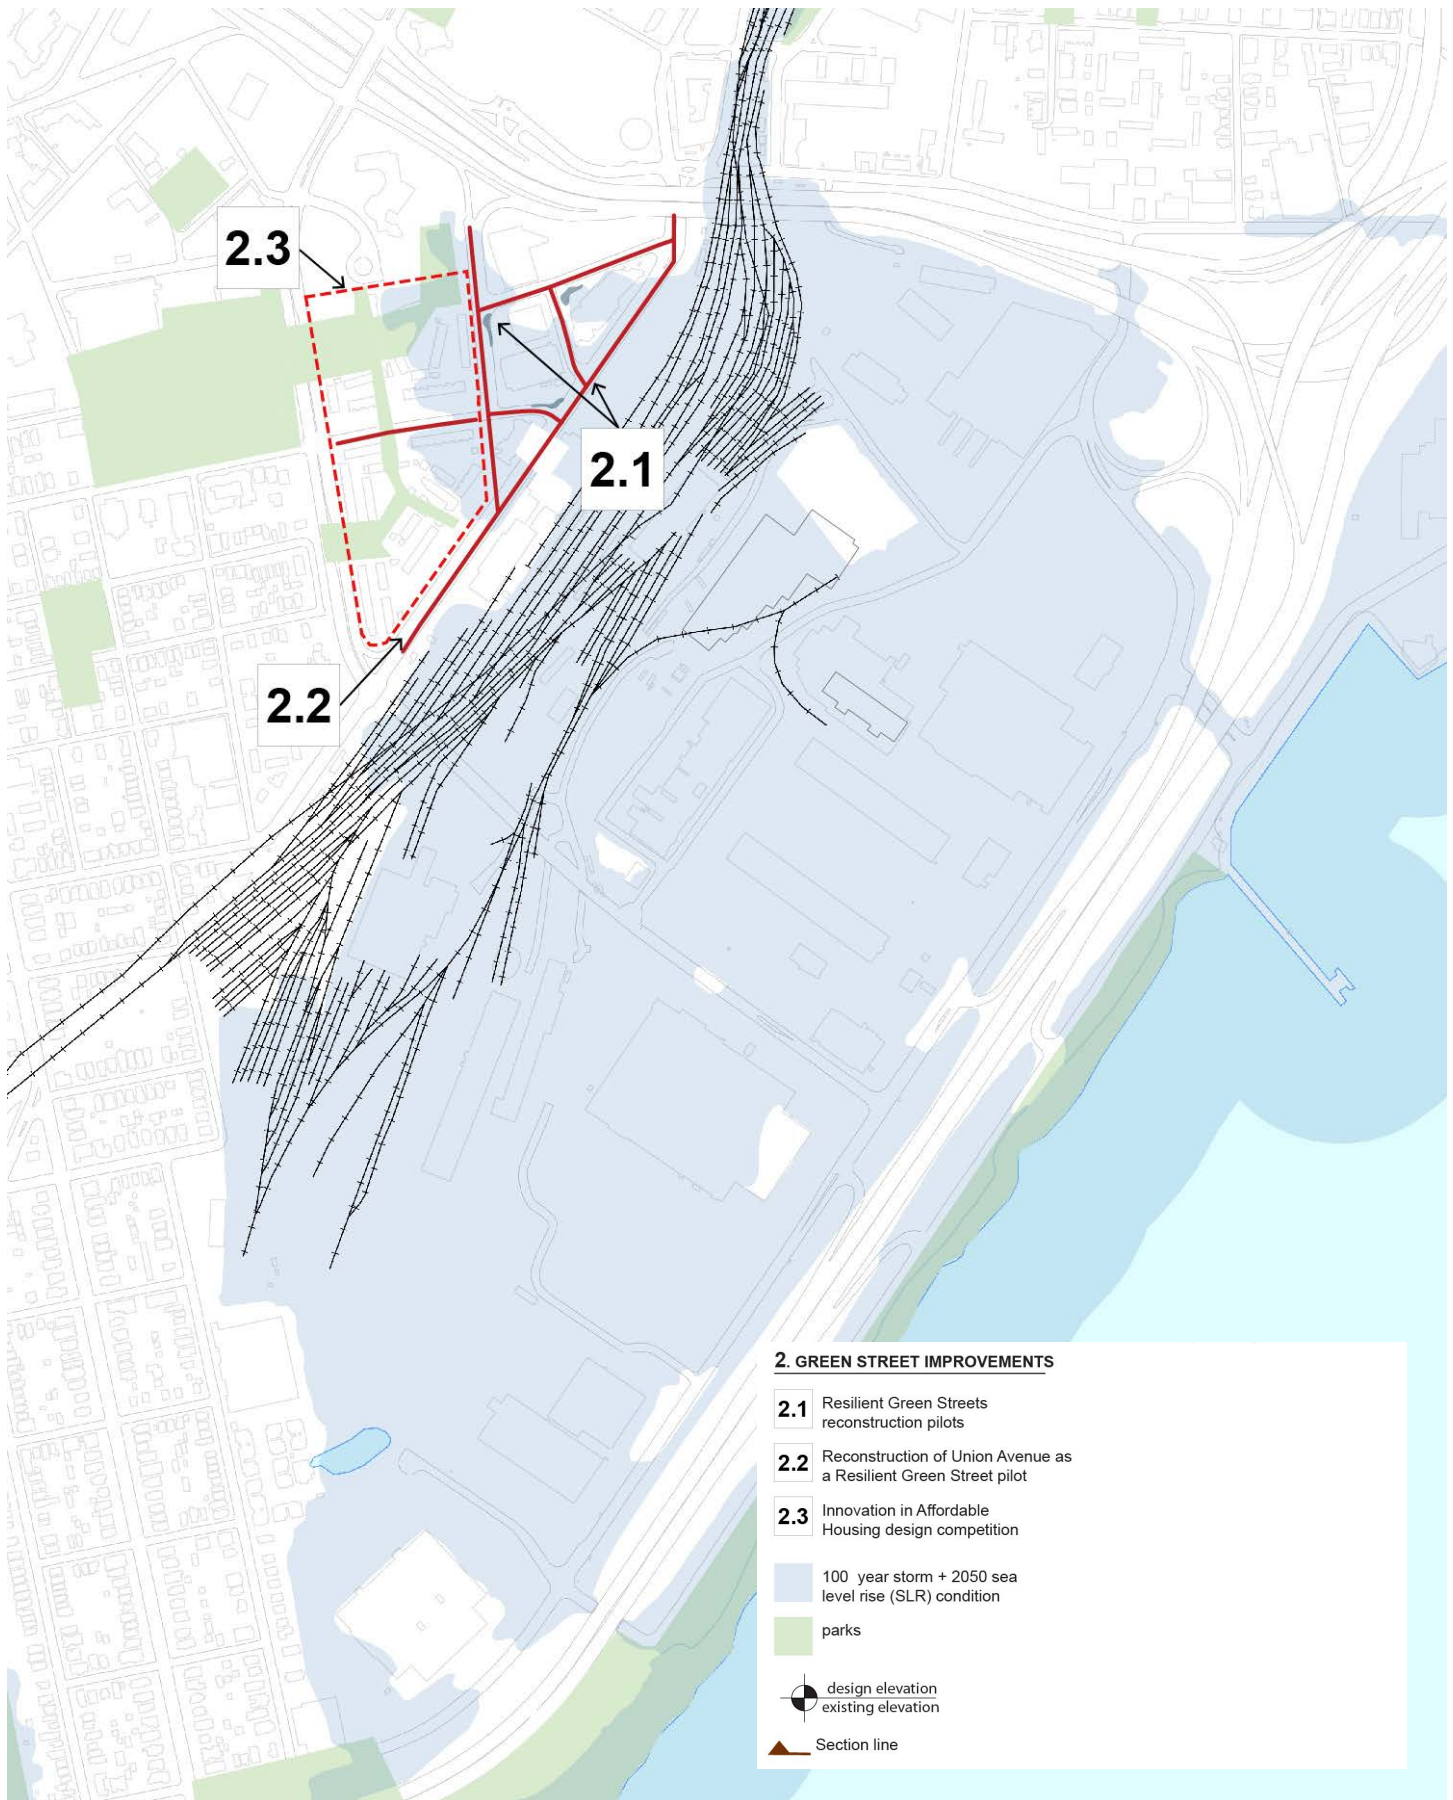 2.3
2.1
2.2
2. GREEN STREET IMPROVEMENTS
2.1
Resilient Green Streets
reconstruction pilots
2.2
Reconstruction of Union Avenue as
a Resilient Green Street pilot
2.3
Innovation in Affordable
Housing design competition
100 year storm + 2050 sea
level rise (SLR) condition
parks
design elevation
existing elevation
Section line